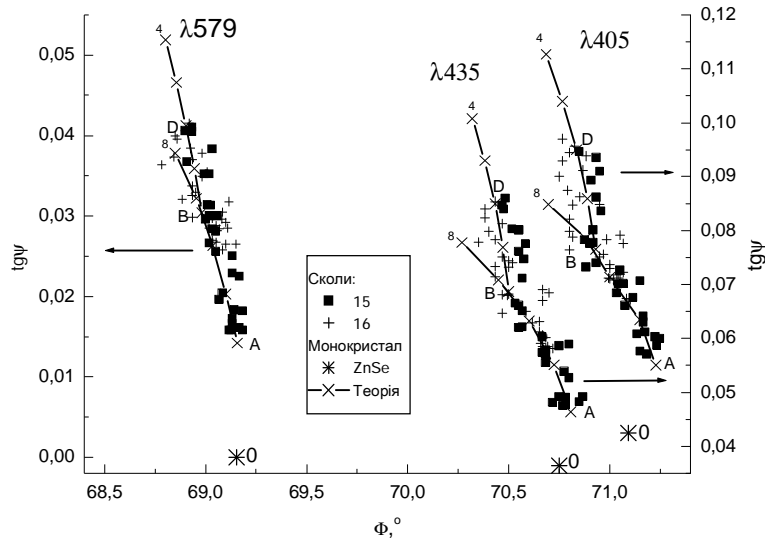 λ579
λ435
λ405
0,05
0,04
0,03
0,02
0,01
0,00
tgψ
0,12
0,11
0,10
0,09
0,08
0,07
0,06
0,05
0,04
tgψ
4
D
8
B
A
0
4
D
8
B
A
0
4
D
8
B
A
0
Сколи:
15
16
Монокристал
ZnSe
Теорія
68,5 69,0 69,5 70,0 70,5 71,0
Φ,°